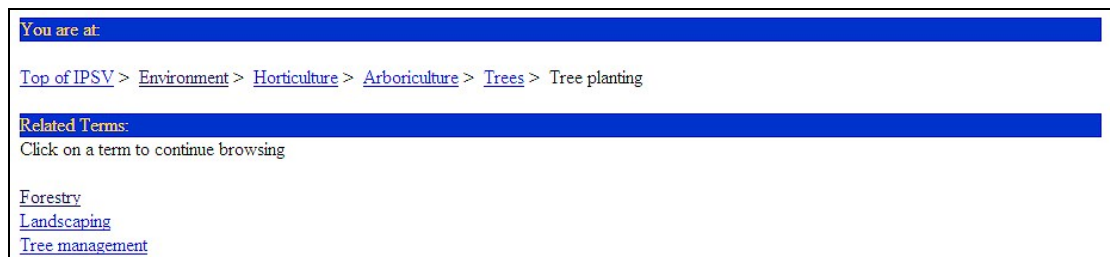 You are at:
Top of IPSV > Environment > Horticulture > Arboriculture > Trees > Tree planting
Related Terms:
Click on a term to continue browsing
Forestry
Landscaping
Tree management